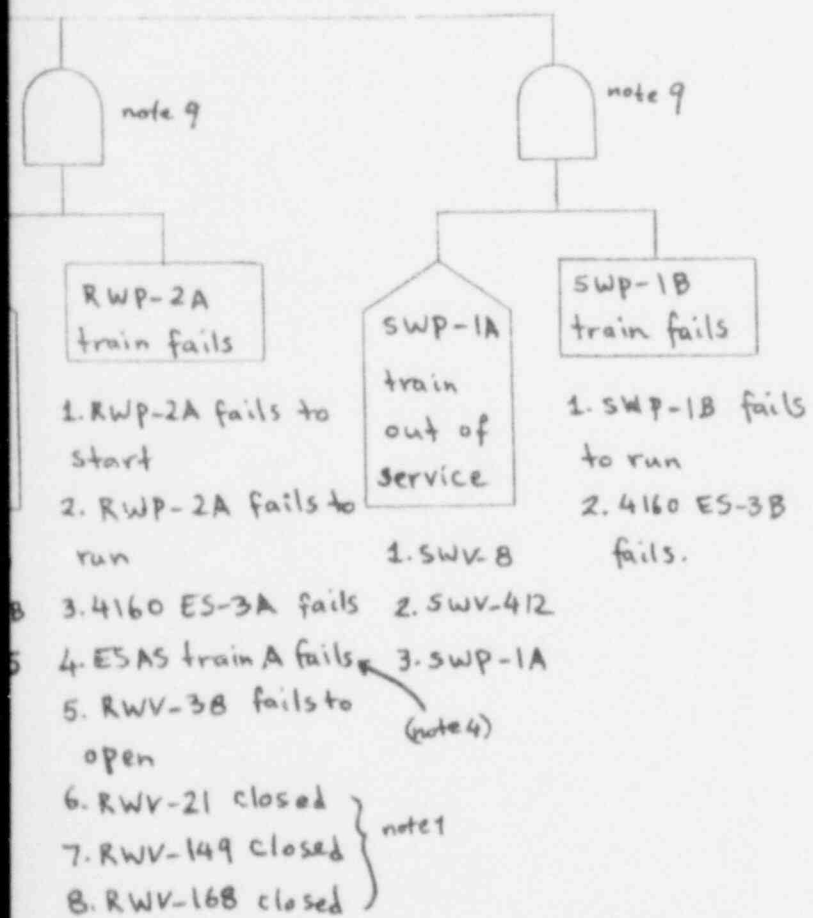 note 9
note 9
RWP-2A
train fails
1. RWP-2A fails to
start
2. RWP-2A fails to
run
3. 4160 ES-3A fails
4. ESAS train A fails
(note 4)
5. RWV-38 fails to
open
6. RWV-21 closed
7. RWV-149 closed
8. RWV-168 closed
note 1
SWP-1A
train
out of
service
1. SWV-8
2. SWV-412
3. SWP-1A
SWP-1B
train fails
1. SWP-1B fails
to run
2. 4160 ES-3B
fails.